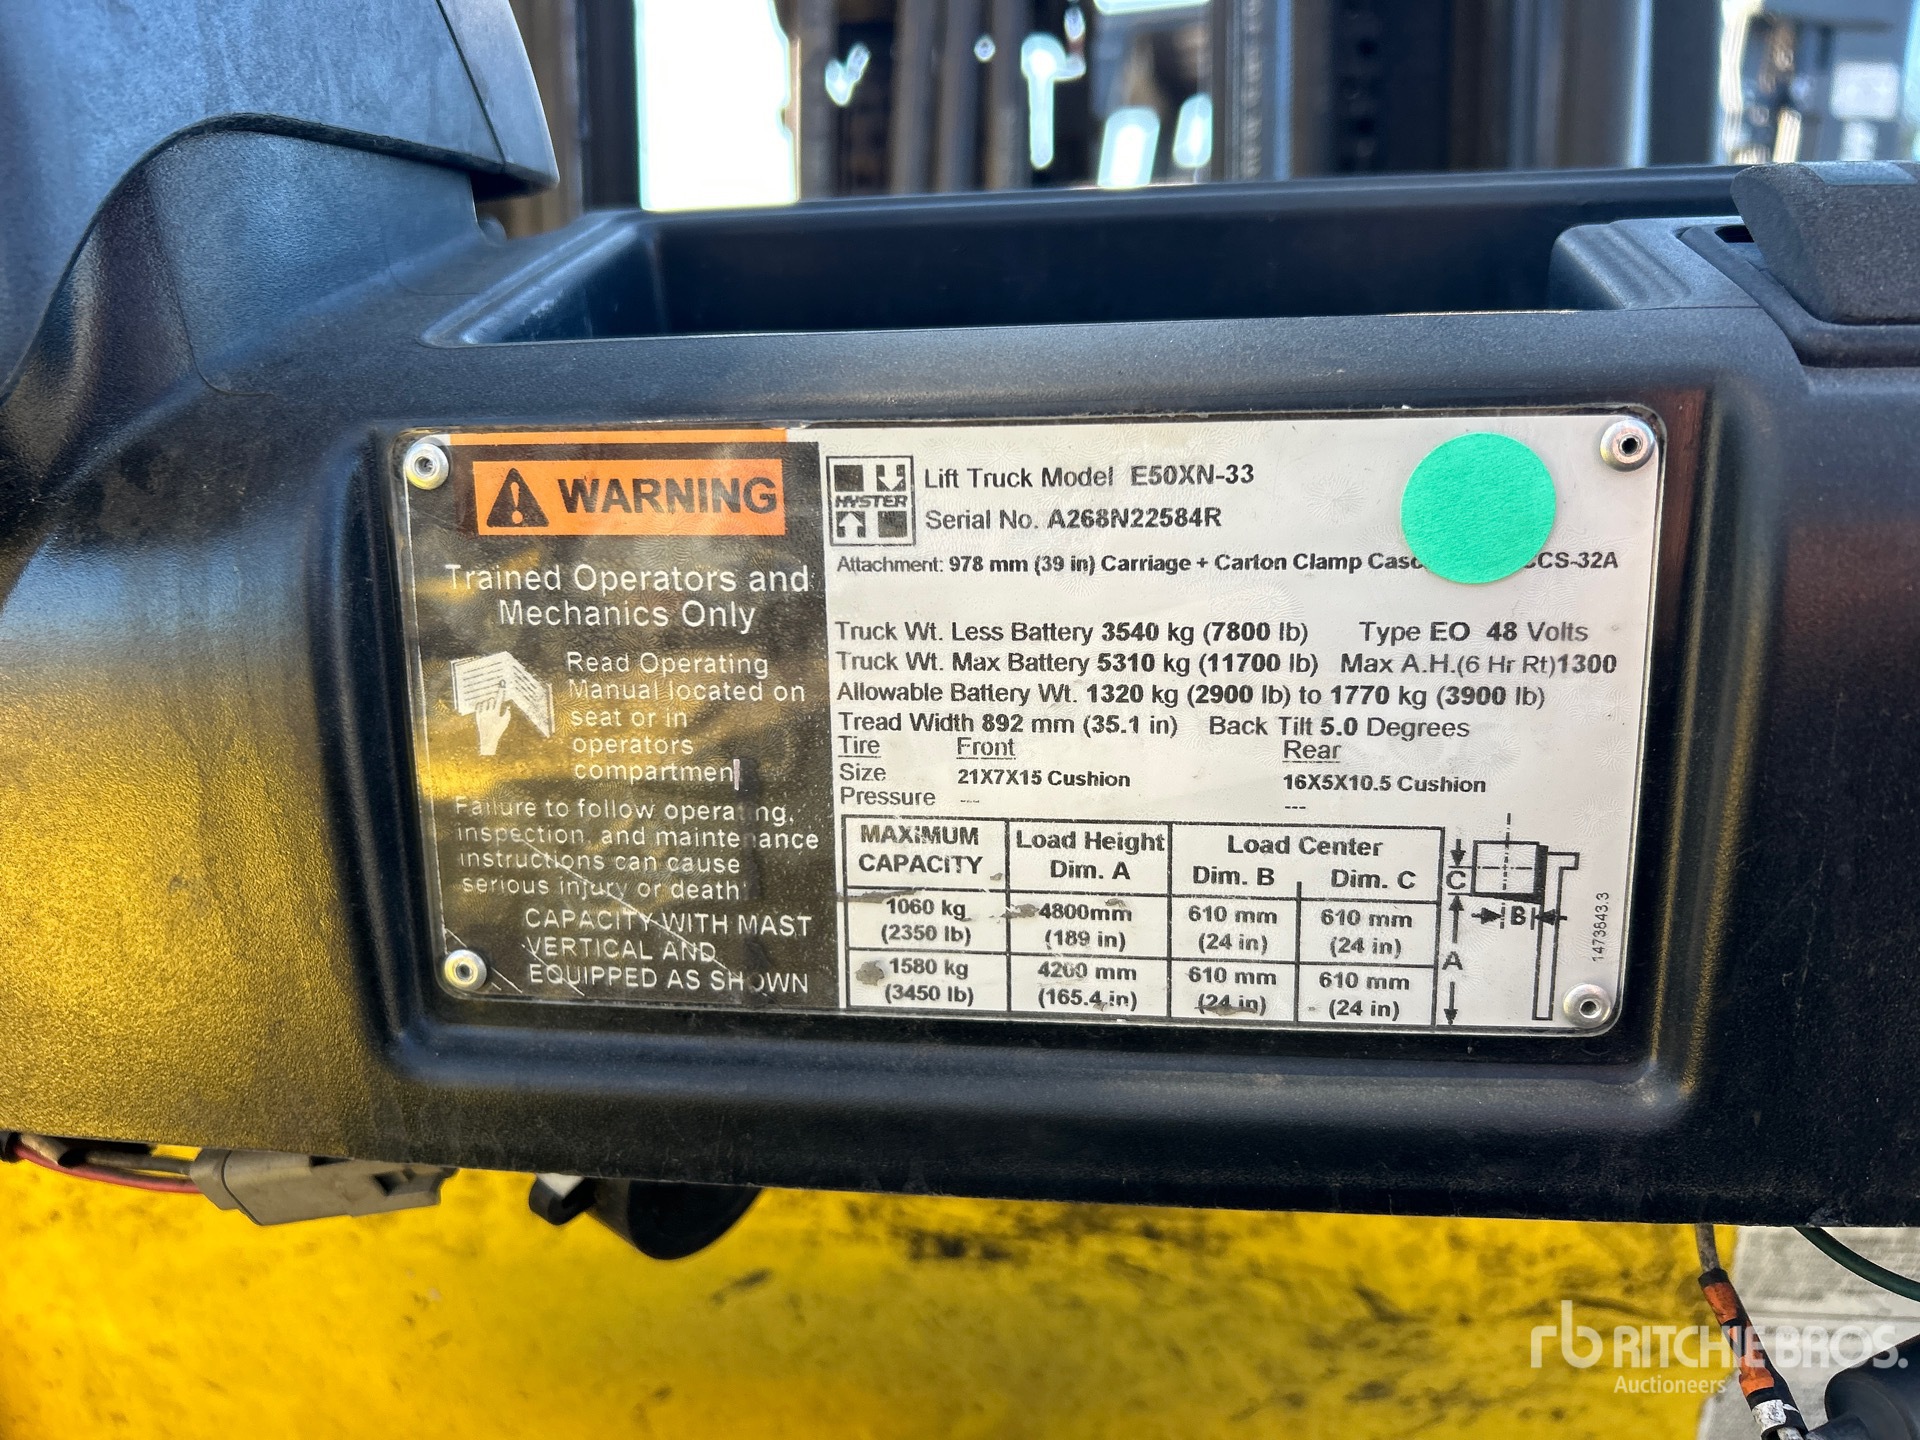 WARNING
Trained Operators and
Mechanics Only
Read Operating
Manual located on
seat or in
operators
compartmen
Failure to follow opera ng,
inspection, and mainte nance
instructions can cause
serious injury or death
CAPACITY WITH MAST
VERTICAL AND
EQUIPPED AS SHOWN
HYSTER
Lift Truck Model E50XN-33
Serial No. A268N22584R
Attachment: 978 mm (39 in) Carriage + Carton Clamp Casc CS-32A
Truck Wt. Less Battery 3540 kg (7800 lb) Type EO 48 Volts
Truck Wt. Max Battery 5310 kg (11700 lb) Max A.H.(6 Hr Rt)1300
Allowable Battery Wt. 1320 kg (2900 lb) to 1770 kg (3900 lb)
Tread Width 892 mm (35.1 in) Back Tilt 5.0 Degrees
Tire Front Rear
Size 21X7X15 Cushion 16X5X10.5 Cushion
Pressure --- ---
MAXIMUM CAPACITY Load Height Dim. A Load Center Dim. B Dim. C
1060 kg 4800mm 610 mm 610 mm
(2350 lb) (189 in) (24 in) (24 in)
1580 kg 4200 mm 610 mm 610 mm
(3450 lb) (165.4 in) (24 in) (24 in)
C
B
A
1473643.3
rb RITCHIE BROS.
Auctioneers